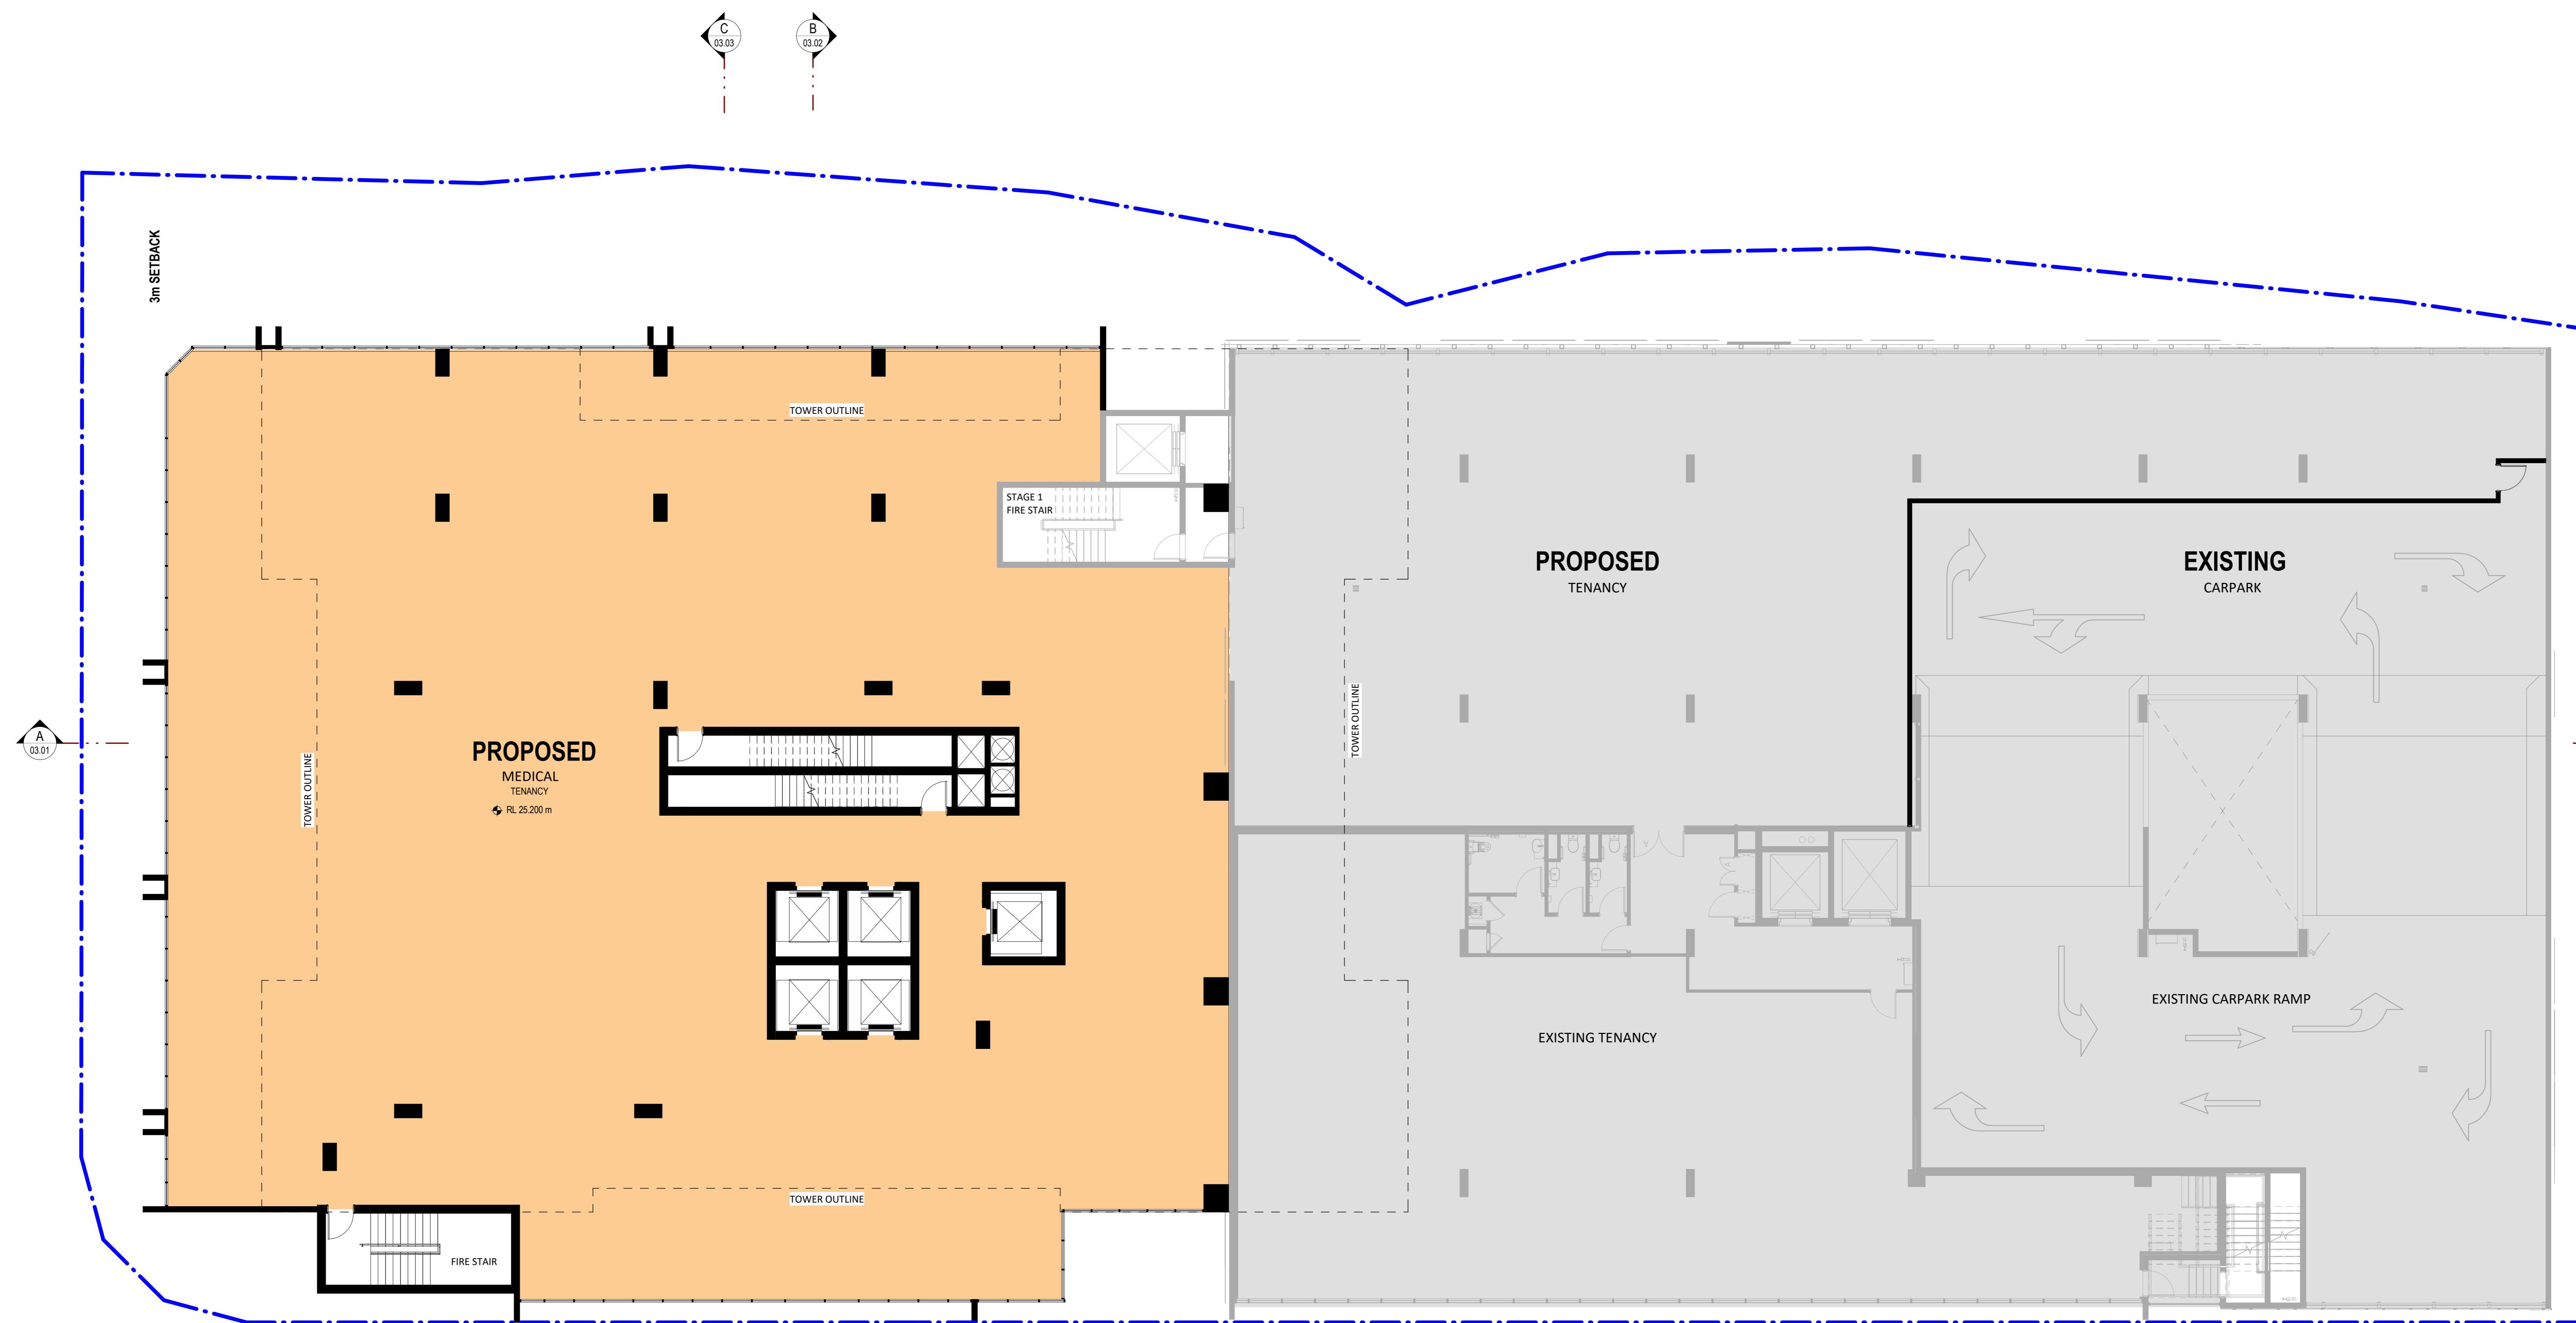 C
03.03
B
03.02
3m SETBACK
TOWER OUTLINE
STAGE 1
FIRE STAIR
PROPOSED
TENANCY
EXISTING
CARPARK
TOWER OUTLINE
A
03.01
PROPOSED
MEDICAL
TENANCY
RL 25.200 m
TOWER OUTLINE
EXISTING CARPARK RAMP
EXISTING TENANCY
TOWER OUTLINE
FIRE STAIR